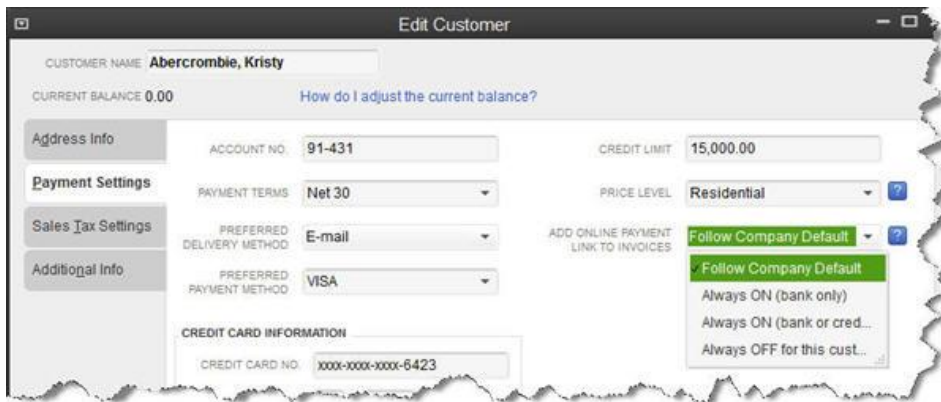 Edit Customer
CUSTOMER NAME Abercrombie, Kristy
CURRENT BALANCE 0.00 How do I adjust the current balance?
Address Info
Payment Settings
Sales Tax Settings
Additional Info
ACCOUNT NO. 91-431
PAYMENT TERMS Net 30
PREFERRED
DELIVERY METHOD E-mail
PREFERRED
PAYMENT METHOD VISA
CREDIT CARD INFORMATION
CREDIT CARD NO. xxxx-xxxx-xxxx-6423
CREDIT LIMIT 15,000.00
PRICE LEVEL Residential ?
ADD ONLINE PAYMENT
LINK TO INVOICES Follow Company Default ?
✓ Follow Company Default
Always ON (bank only)
Always ON (bank or cred...
Always OFF for this cust...